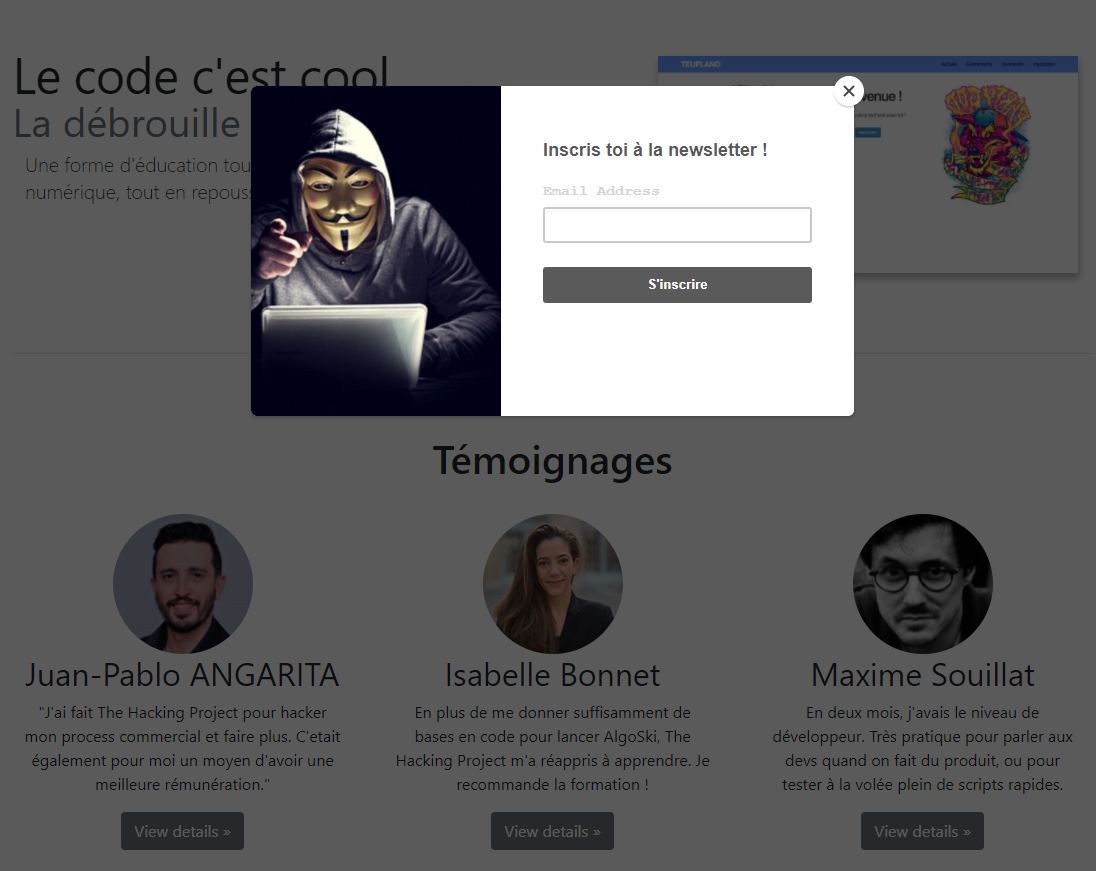 Le code c'est cool
La débrouille
Une forme d'éducation tou
numérique, tout en repouss
TEUFLAND
Accueil Evénements Connexion Inscription
venue !
Inscris toi à la newsletter !
Email Address
S'inscrire
Témoignages
Juan-Pablo ANGARITA
"J'ai fait The Hacking Project pour hacker
mon process commercial et faire plus. C'etait
également pour moi un moyen d'avoir une
meilleure rémunération."
View details »
Isabelle Bonnet
En plus de me donner suffisamment de
bases en code pour lancer AlgoSki, The
Hacking Project m'a réappris à apprendre. Je
recommande la formation !
View details »
Maxime Souillat
En deux mois, j'avais le niveau de
développeur. Très pratique pour parler aux
devs quand on fait du produit, ou pour
tester à la volée plein de scripts rapides.
View details »